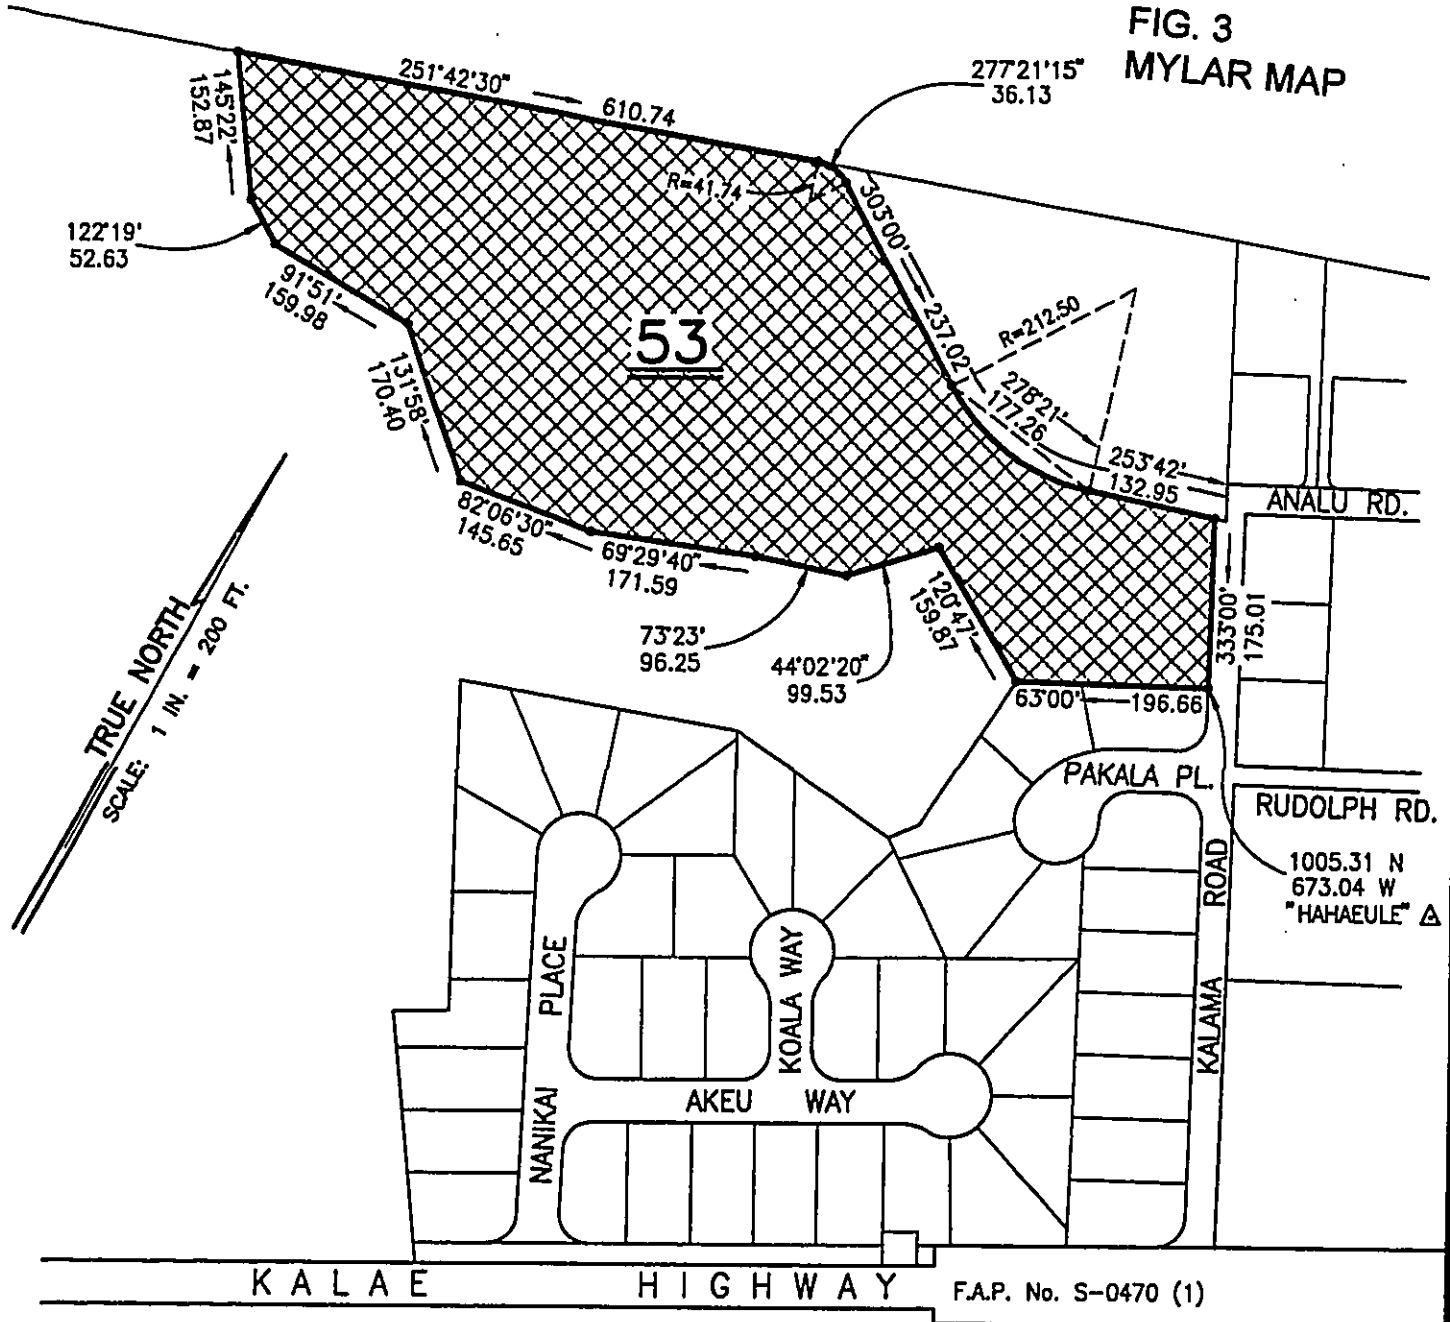 FIG. 3
MYLAR MAP
277°21'15"
36.13
251°42'30"
610.74
145°22'
152.87
R=41.74
303°00'
237.02
122°19'
52.63
91°51'
159.98
53
R=212.50
278°21'
177.26
131°58'
170.40
253°42'
132.95
ANALU RD.
82°06'30"
145.65
69°29'40"
171.59
120°47'
159.87
333°00'
175.01
73°23'
96.25
44°02'20"
99.53
63°00'
196.66
TRUE NORTH
SCALE: 1 IN. = 200 FT.
PAKALA PL.
RUDOLPH RD.
1005.31 N
673.04 W
"HAHAEULE"
KALAMA ROAD
NANIKAI PLACE
KOALA WAY
AKEU WAY
KALAE HIGHWAY
F.A.P. No. S-0470 (1)